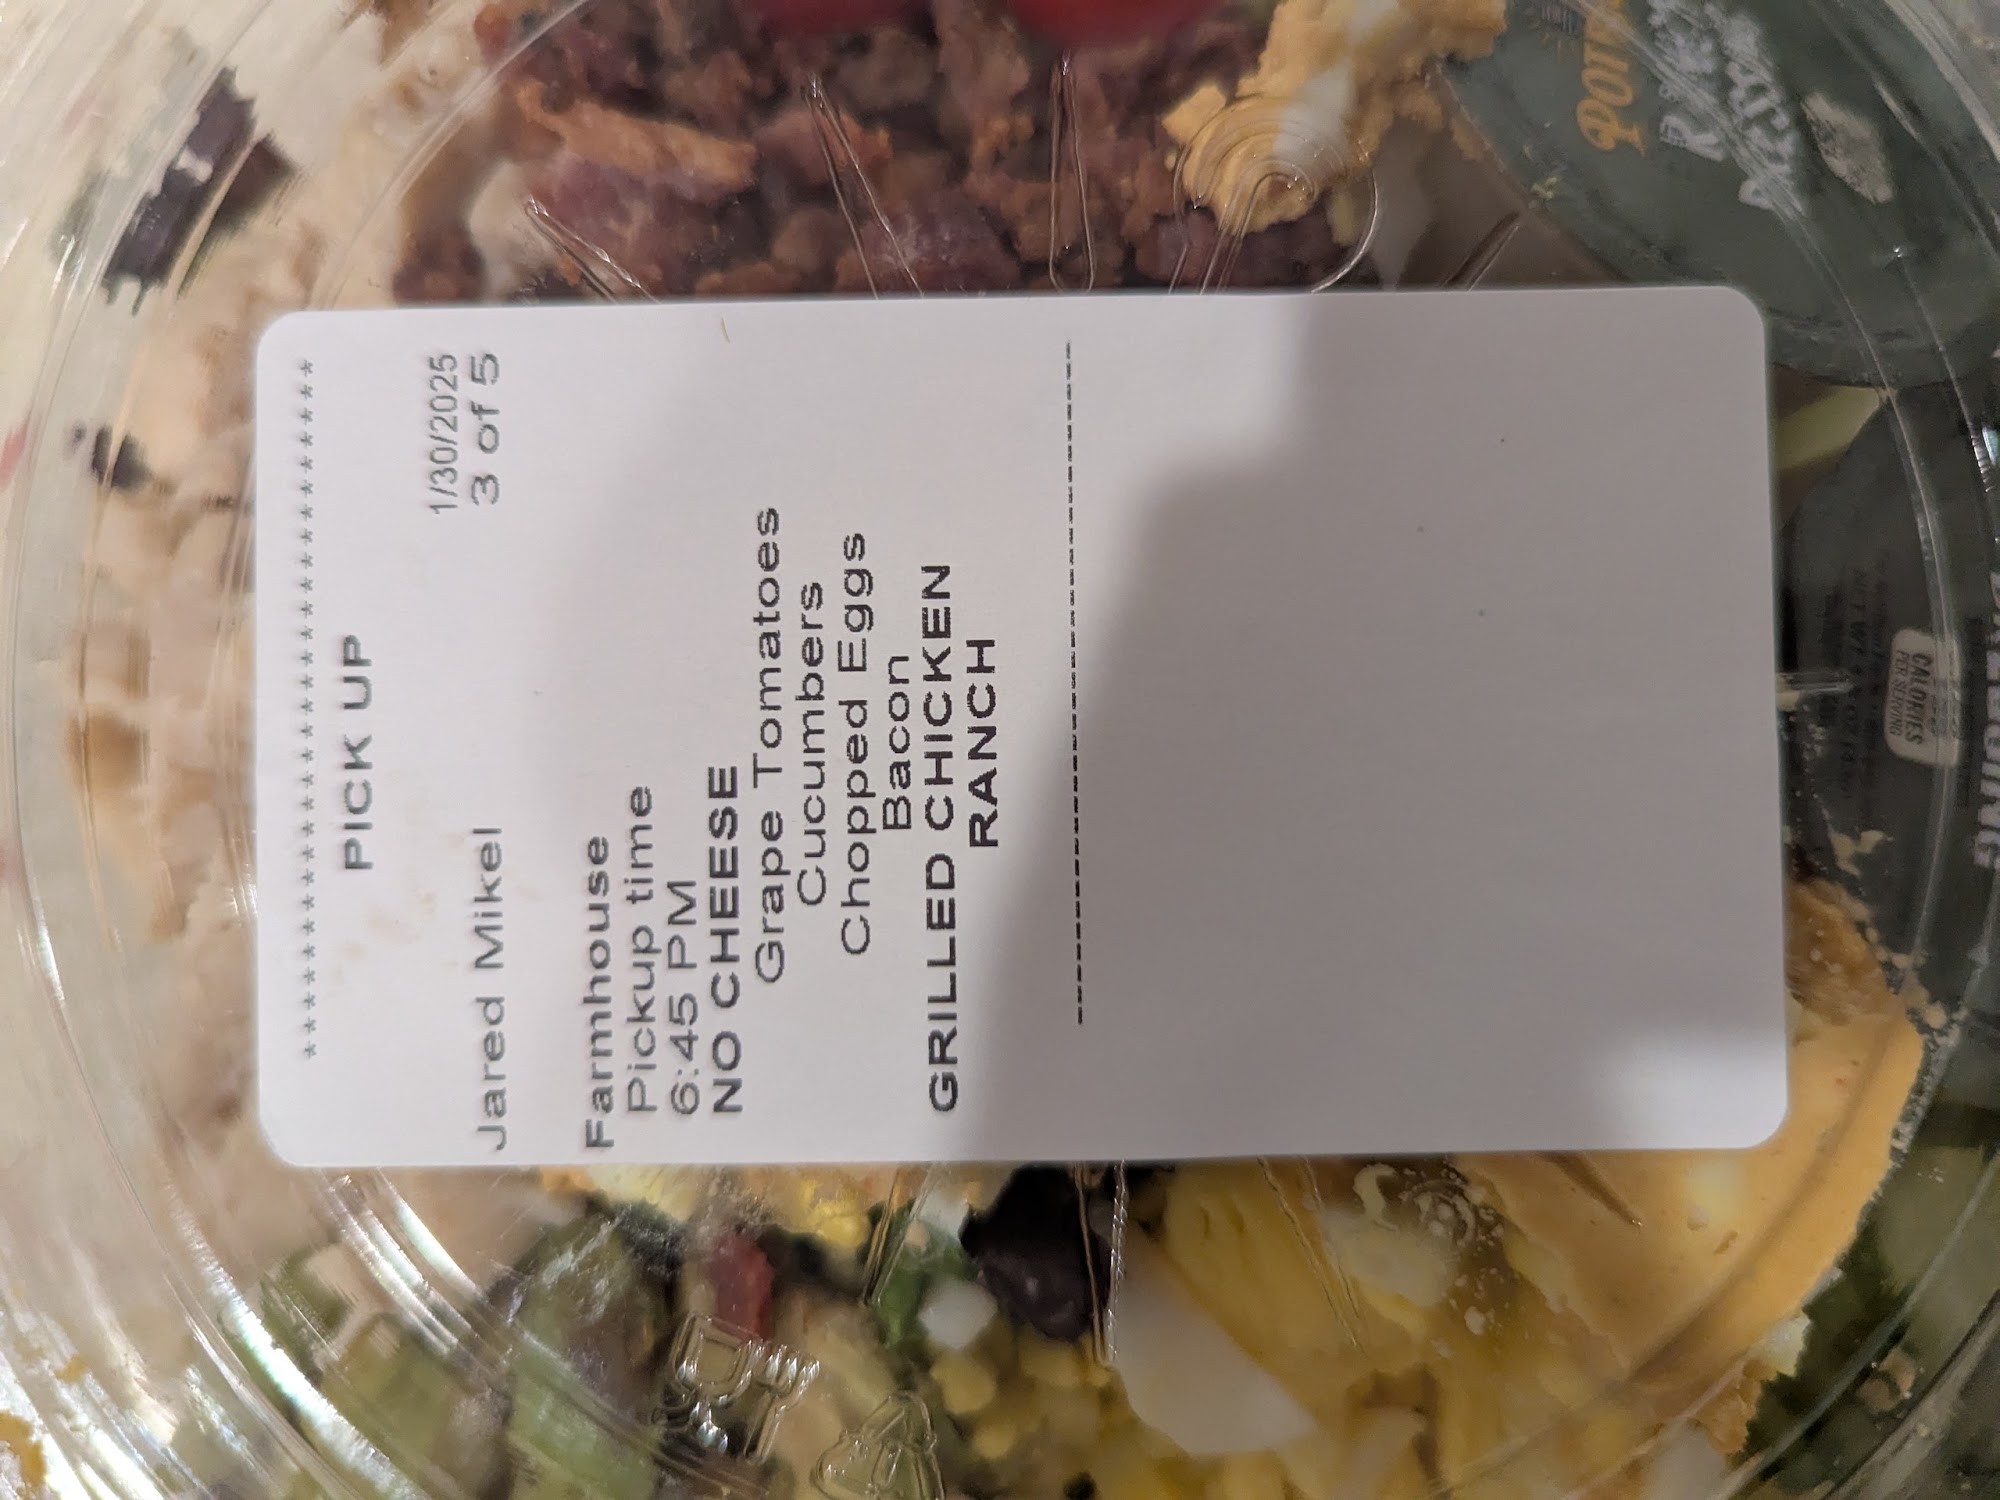 ***********************************
PICK UP
1/30/2025
Jared Mikel 3 of 5
Farmhouse
Pickup time
6:45 PM
NO CHEESE
Grape Tomatoes
Cucumbers
Chopped Eggs
Bacon
GRILLED CHICKEN
RANCH
------------------------------------
CALORIES
PER SERVING